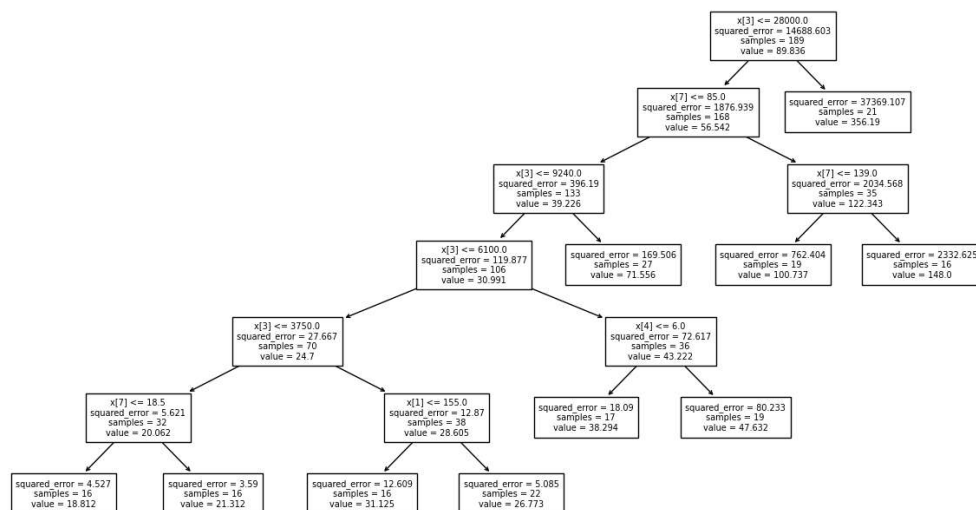 x[3] <= 28000.0
squared_error = 14688.603
samples = 189
value = 89.836
x[7] <= 85.0
squared_error = 1876.939
samples = 168
value = 56.542
squared_error = 37369.107
samples = 21
value = 356.19
x[3] <= 9240.0
squared_error = 396.19
samples = 133
value = 39.226
x[7] <= 139.0
squared_error = 2034.568
samples = 35
value = 122.343
x[3] <= 6100.0
squared_error = 119.877
samples = 106
value = 30.991
squared_error = 169.506
samples = 27
value = 71.556
squared_error = 762.404
samples = 19
value = 100.737
squared_error = 2332.625
samples = 16
value = 148.0
x[3] <= 3750.0
squared_error = 27.667
samples = 70
value = 24.7
x[4] <= 6.0
squared_error = 72.617
samples = 36
value = 43.222
x[7] <= 18.5
squared_error = 5.621
samples = 32
value = 20.062
x[1] <= 155.0
squared_error = 12.87
samples = 38
value = 28.605
squared_error = 18.09
samples = 17
value = 38.294
squared_error = 80.233
samples = 19
value = 47.632
squared_error = 4.527
samples = 16
value = 18.812
squared_error = 3.59
samples = 16
value = 21.312
squared_error = 12.609
samples = 16
value = 31.125
squared_error = 5.085
samples = 22
value = 26.773